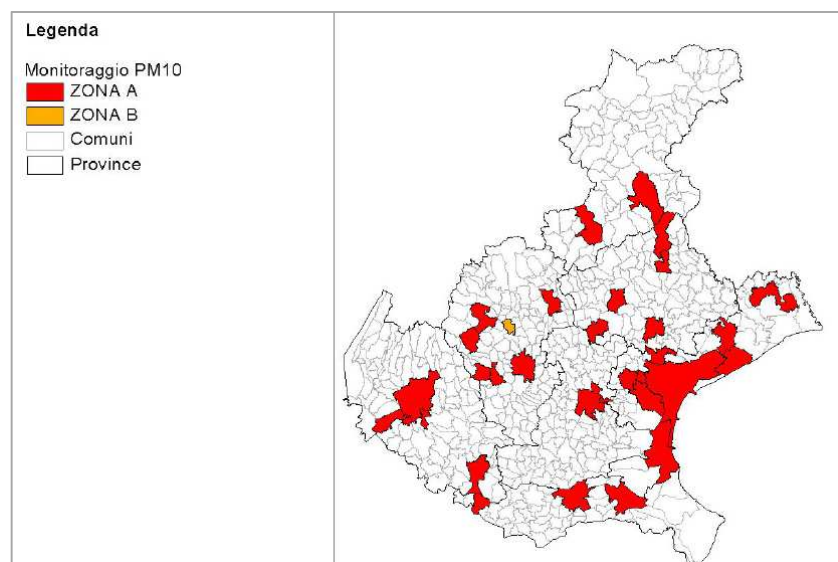 Legenda
Monitoraggio PM10
ZONA A
ZONA B
Comuni
Province